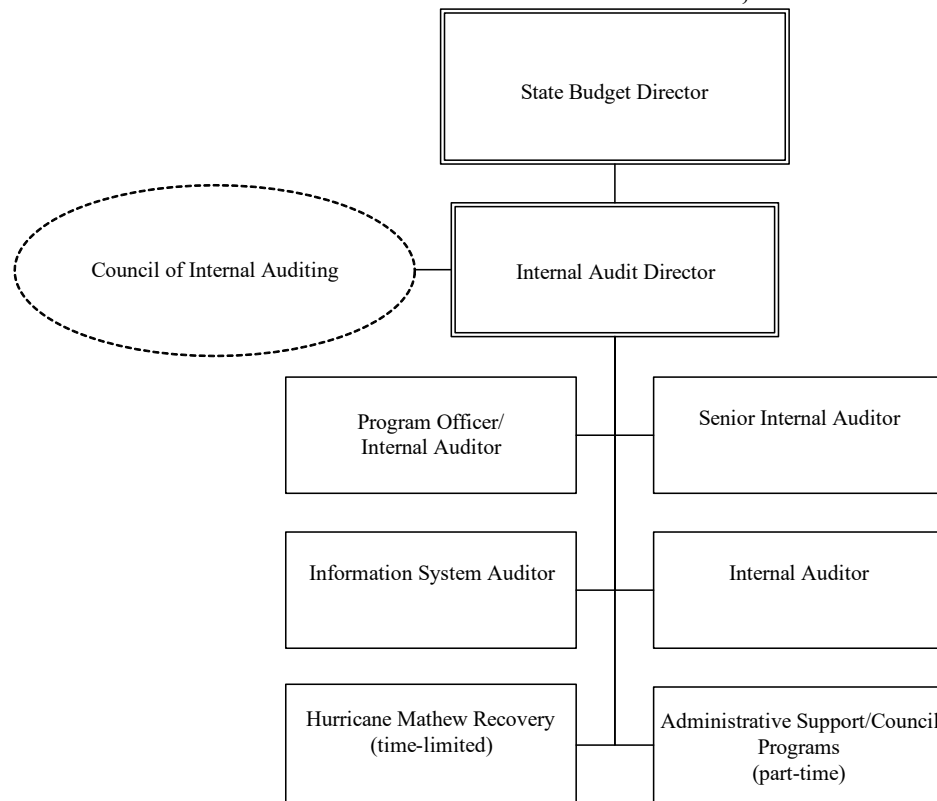 State Budget Director
Council of Internal Auditing
Internal Audit Director
Program Officer/
Internal Auditor
Senior Internal Auditor
Information System Auditor
Internal Auditor
Hurricane Mathew Recovery
(time-limited)
Administrative Support/Council
Programs
(part-time)